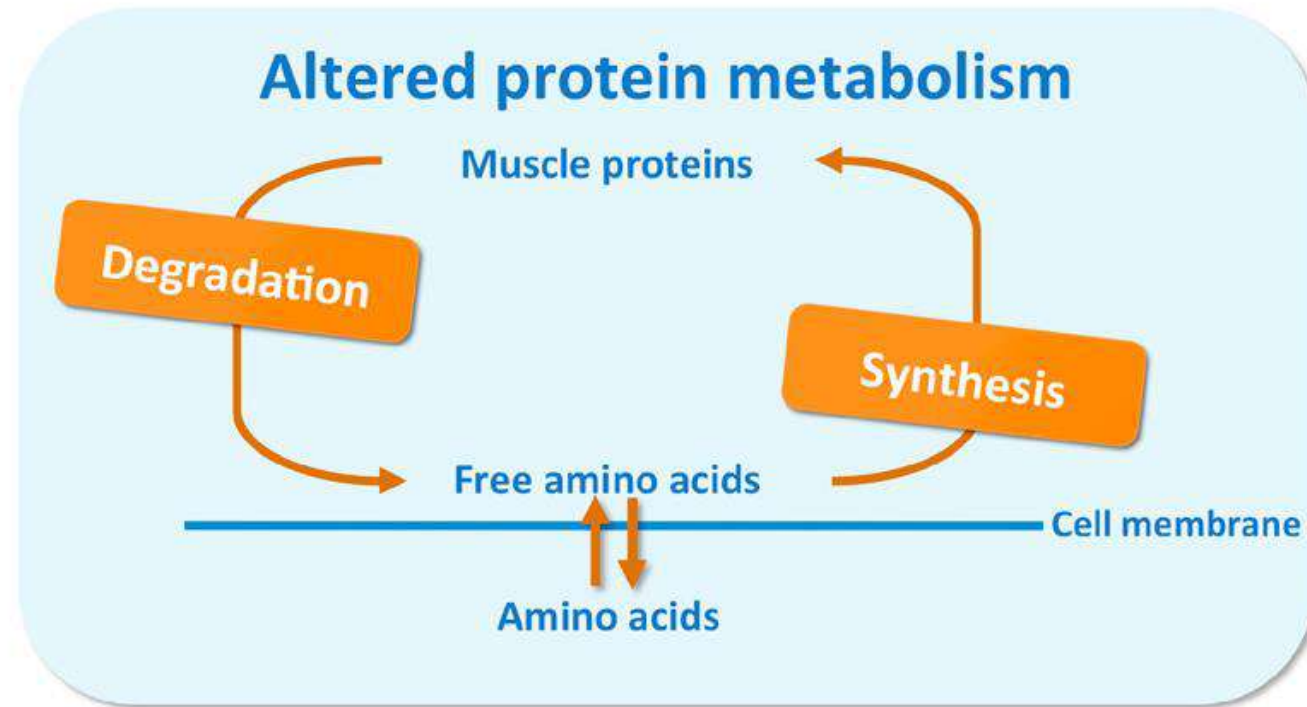 Altered protein metabolism
Muscle proteins
Degradation
Synthesis
Free amino acids
Cell membrane
Amino acids